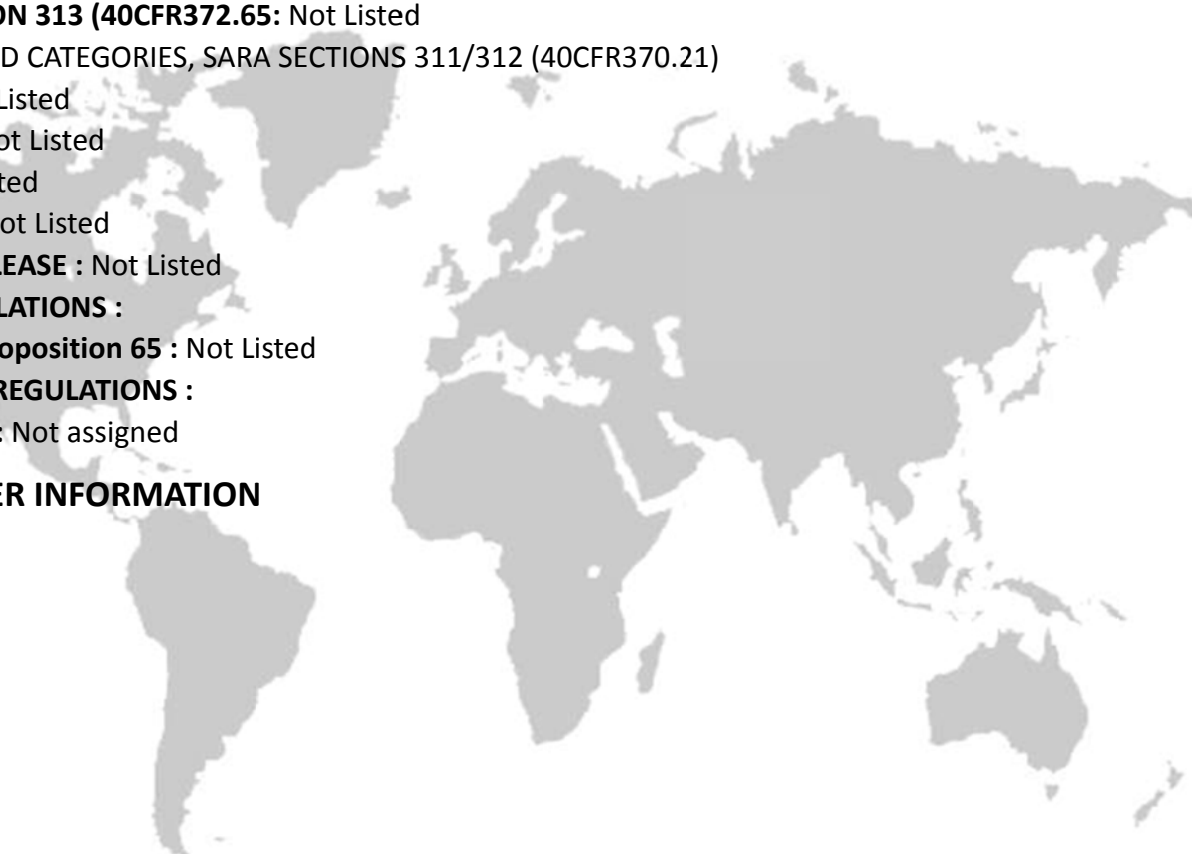 ON 313 (40CFR372.65: Not Listed
D CATEGORIES, SARA SECTIONS 311/312 (40CFR370.21)
Listed
ot Listed
ted
ot Listed
LEASE : Not Listed
LATIONS :
oposition 65 : Not Listed
REGULATIONS :
: Not assigned
ER INFORMATION